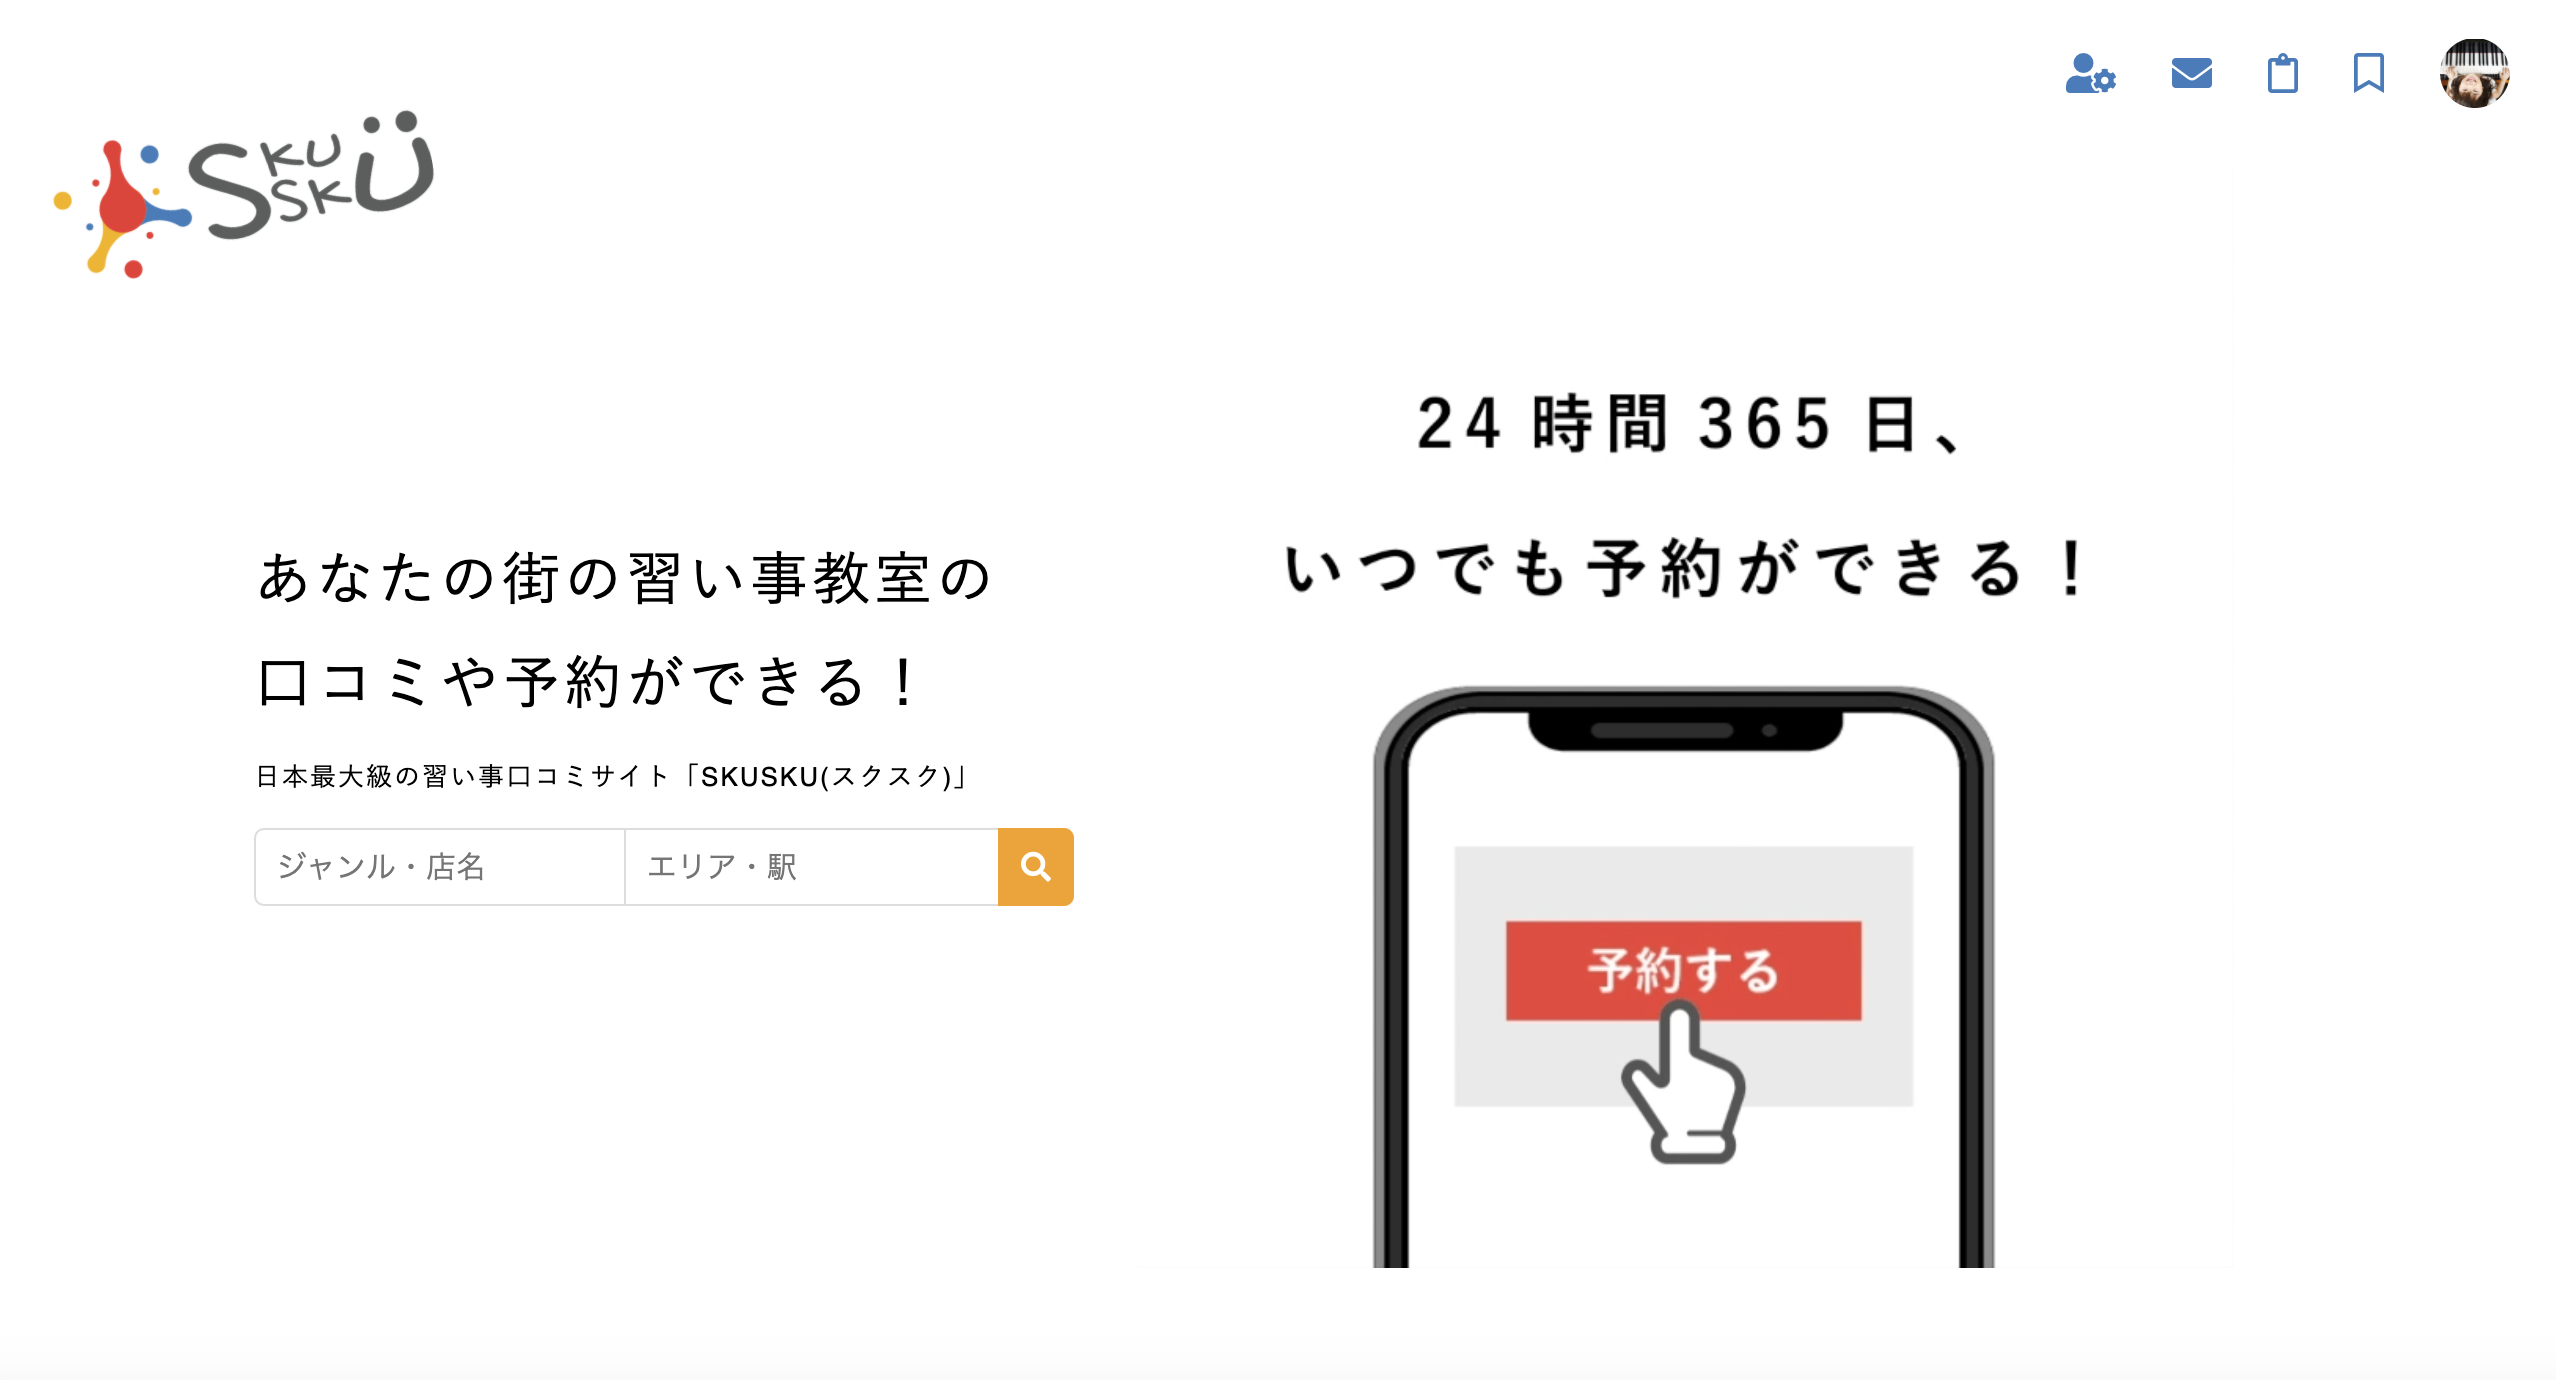 SKUSKU
24時間365日、
いつでも予約ができる！
あなたの街の習い事教室の
口コミや予約ができる！
日本最大級の習い事口コミサイト「SKUSKU(スクスク)」
ジャンル・店名
エリア・駅
予約する